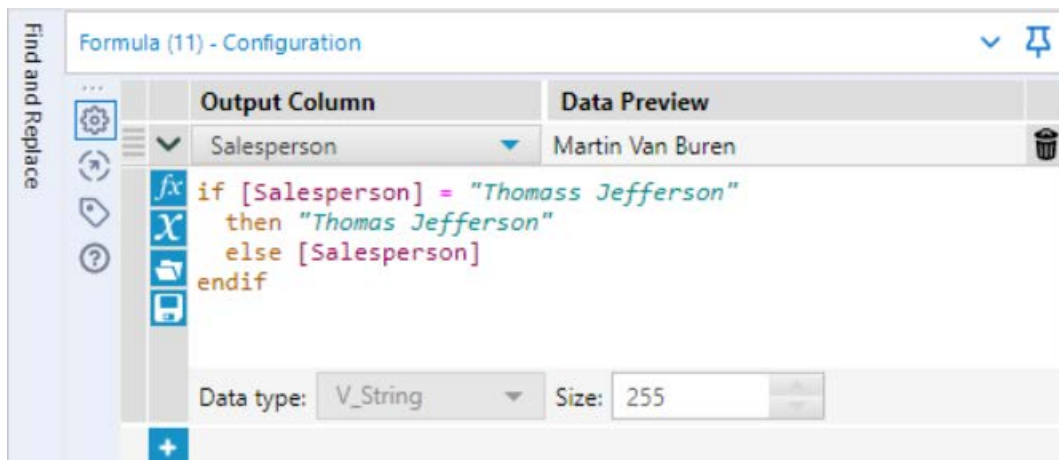 Find and Replace
Formula (11) - Configuration
Output Column Data Preview
Salesperson Martin Van Buren
fx if [Salesperson] = "Thomass Jefferson"
X then "Thomas Jefferson"
else [Salesperson]
endif
Data type: V_String Size: 255